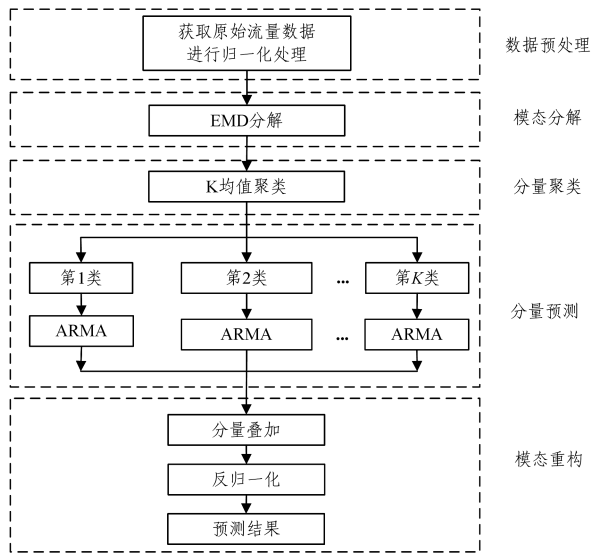 获取原始流量数据
进行归一化处理
数据预处理
EMD分解
模态分解
K均值聚类
分量聚类
第1类 第2类 ... 第K类
分量预测
ARMA ARMA ... ARMA
分量叠加
模态重构
反归一化
预测结果